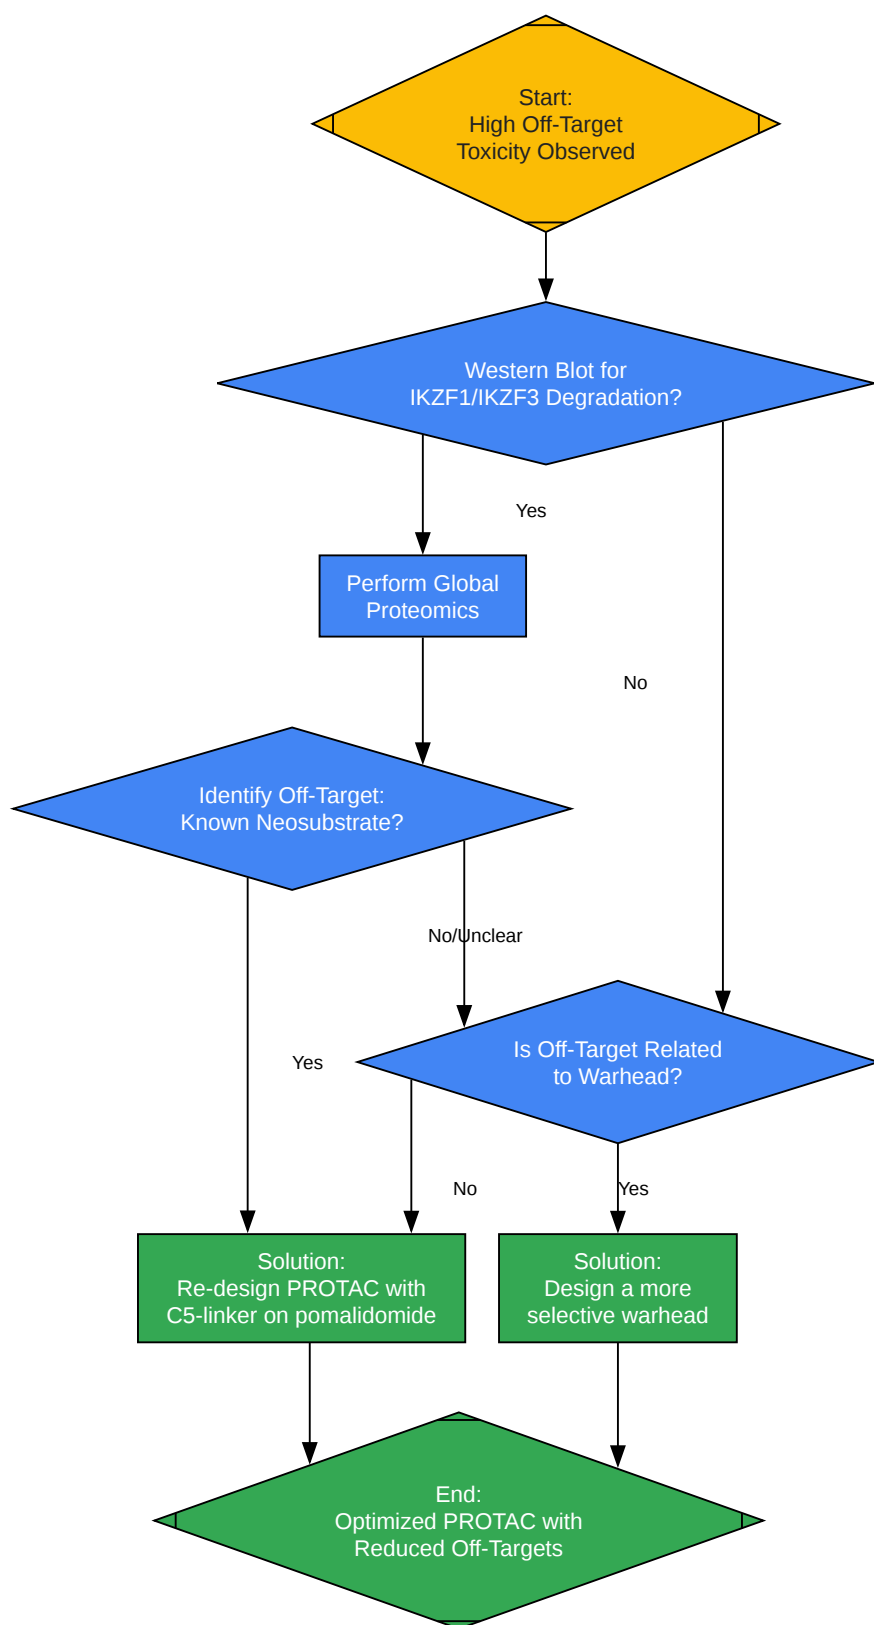 Start:
High Off-Target
Toxicity Observed
Western Blot for
IKZF1/IKZF3 Degradation?
Yes
Perform Global
Proteomics
No
Identify Off-Target:
Known Neosubstrate?
No/Unclear
Is Off-Target Related
to Warhead?
Yes
No
Yes
Solution:
Re-design PROTAC with
C5-linker on pomalidomide
Solution:
Design a more
selective warhead
End:
Optimized PROTAC with
Reduced Off-Targets